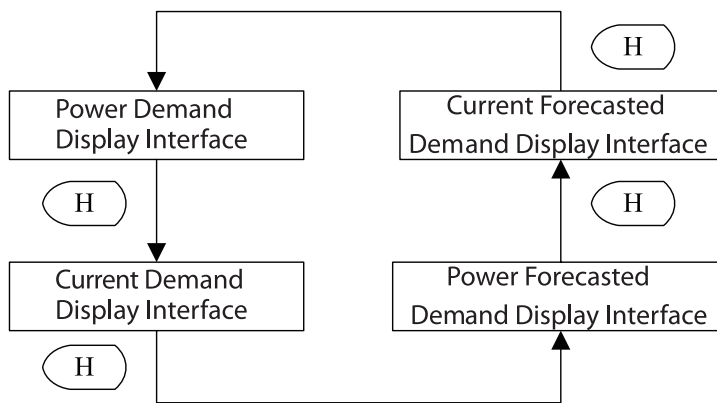 H
Power Demand
Display Interface
Current Forecasted
Demand Display Interface
H
H
Current Demand
Display Interface
Power Forecasted
Demand Display Interface
H